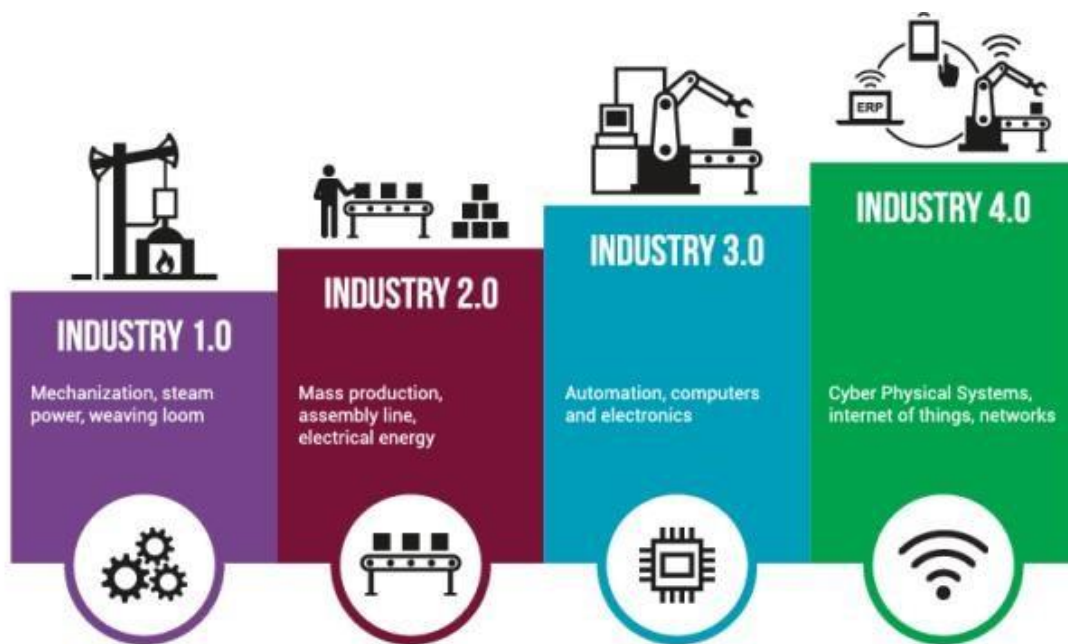 ERP
INDUSTRY 1.0
Mechanization, steam
power, weaving loom
INDUSTRY 2.0
Mass production,
assembly line,
electrical energy
INDUSTRY 3.0
Automation, computers
and electronics
INDUSTRY 4.0
Cyber Physical Systems,
internet of things, networks